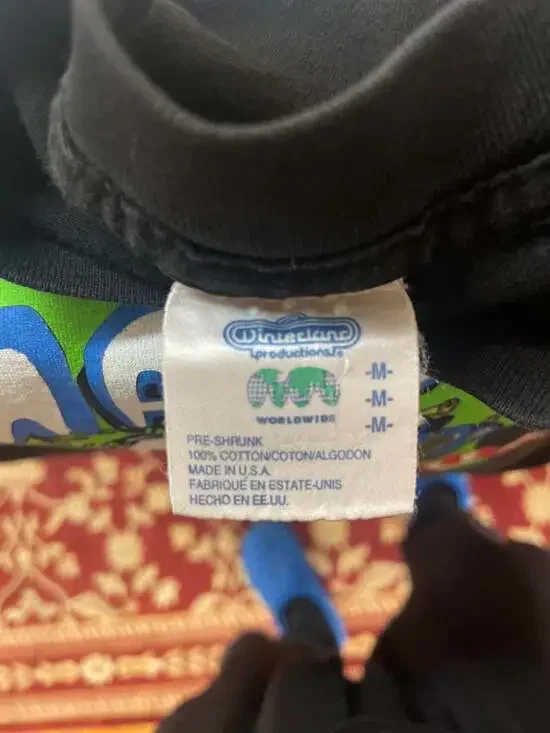 Winterland
productions
-M-
-M-
-M-
WORLDWIDE
PRE-SHRUNK
100% COTTON/COTON/ALGODON
MADE IN U.S.A.
FABRIQUE EN ESTATE-UNIS
HECHO EN EE.UU.